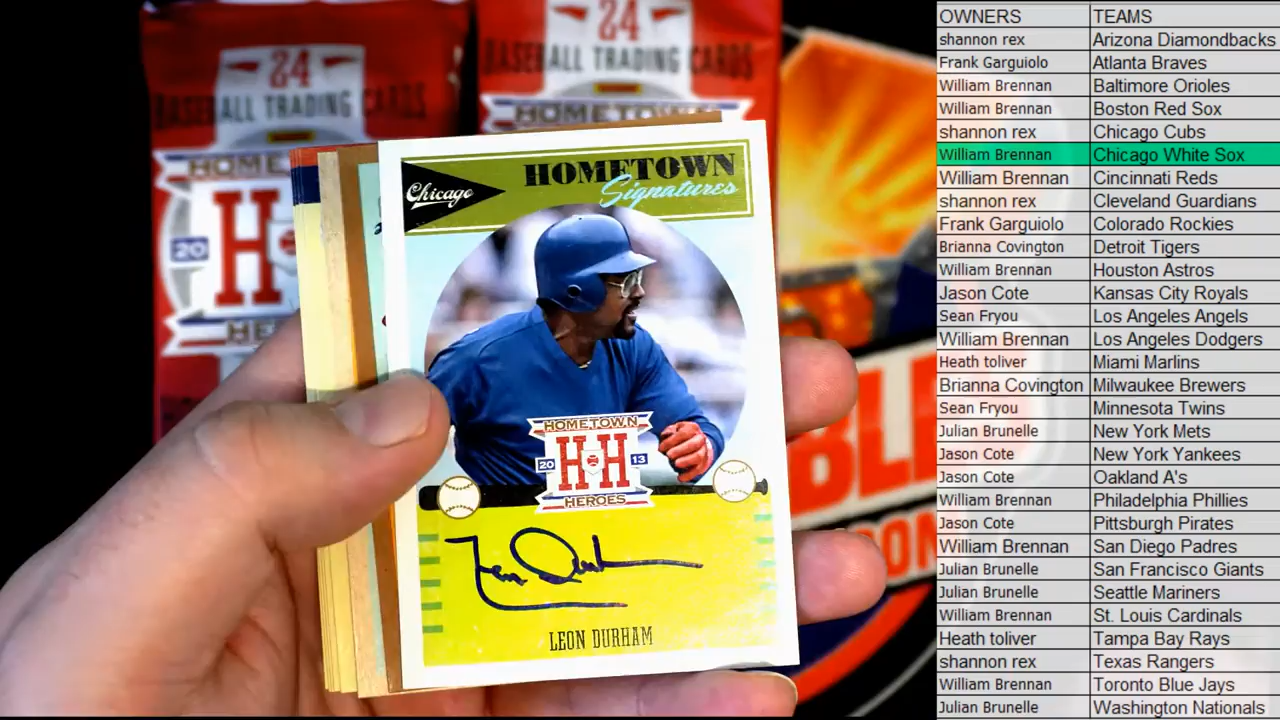 24
BASEBALL TRADING CARDS
HOMETOWN
20
H
HE
24
BASEBALL TRADING CARDS
HOMETOWN
Chicago
HOMETOWN
Signatures
HOMETOWN
20 HH 13
HEROES
Len Durham
LEON DURHAM
OWNERS TEAMS
shannon rex Arizona Diamondbacks
Frank Garguiolo Atlanta Braves
William Brennan Baltimore Orioles
William Brennan Boston Red Sox
shannon rex Chicago Cubs
William Brennan Chicago White Sox
William Brennan Cincinnati Reds
shannon rex Cleveland Guardians
Frank Garguiolo Colorado Rockies
Brianna Covington Detroit Tigers
William Brennan Houston Astros
Jason Cote Kansas City Royals
Sean Fryou Los Angeles Angels
William Brennan Los Angeles Dodgers
Heath toliver Miami Marlins
Brianna Covington Milwaukee Brewers
Sean Fryou Minnesota Twins
Julian Brunelle New York Mets
Jason Cote New York Yankees
Jason Cote Oakland A's
William Brennan Philadelphia Phillies
Jason Cote Pittsburgh Pirates
William Brennan San Diego Padres
Julian Brunelle San Francisco Giants
Julian Brunelle Seattle Mariners
William Brennan St. Louis Cardinals
Heath toliver Tampa Bay Rays
shannon rex Texas Rangers
William Brennan Toronto Blue Jays
Julian Brunelle Washington Nationals